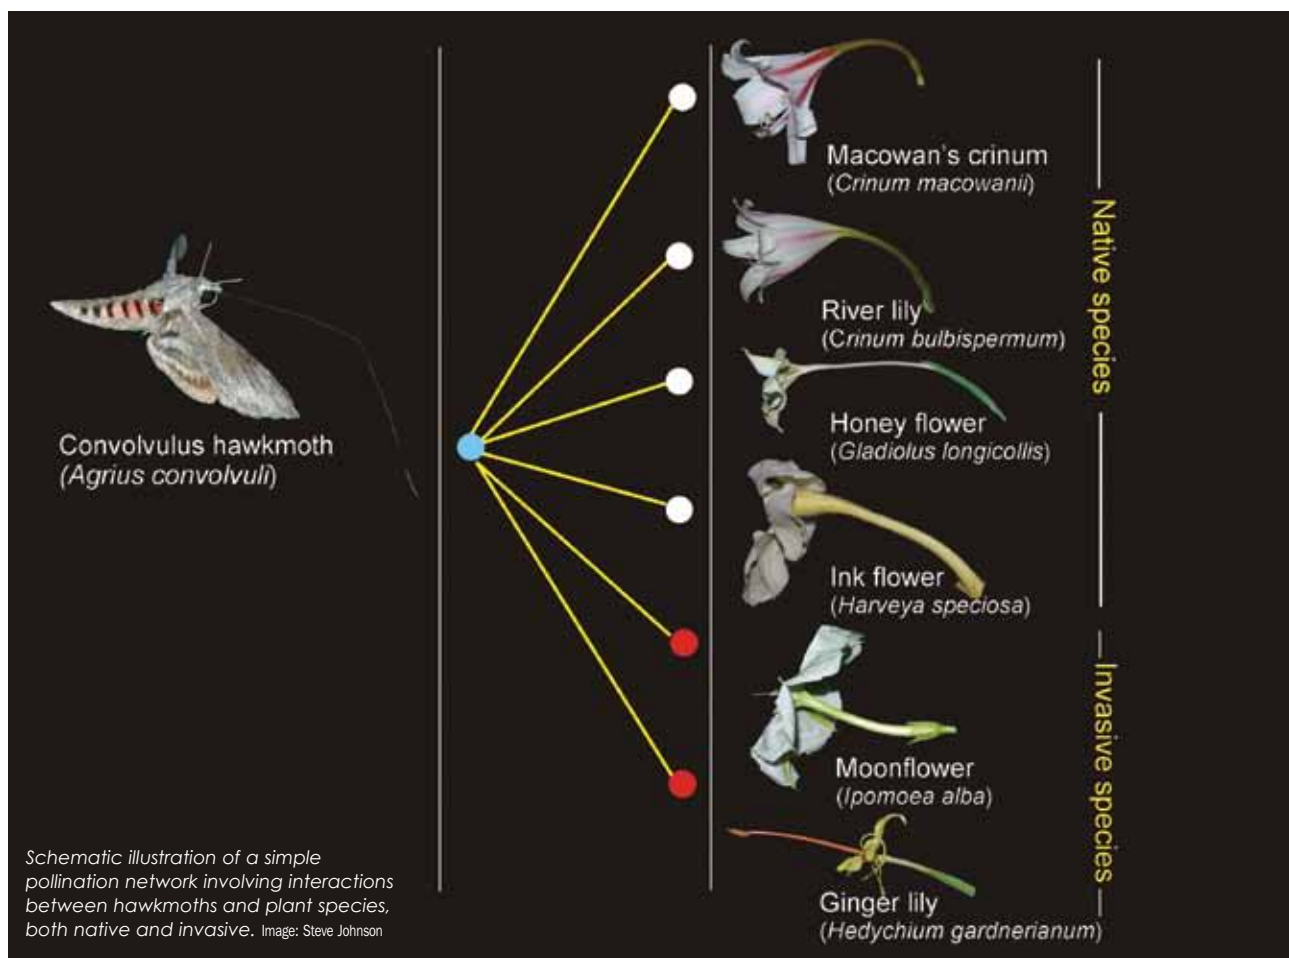 Macowan's crinum
(Crinum macowanii)
River lily
(Crinum bulbispermum)
Honey flower
(Gladiolus longicollis)
Ink flower
(Harveya speciosa)
Moonflower
(Ipomoea alba)
Ginger lily
(Hedychium gardnerianum)
Native species
Invasive species
Convolvulus hawkmoth
(Agrius convolvuli)
Schematic illustration of a simple
pollination network involving interactions
between hawkmoths and plant species,
both native and invasive. Image: Steve Johnson